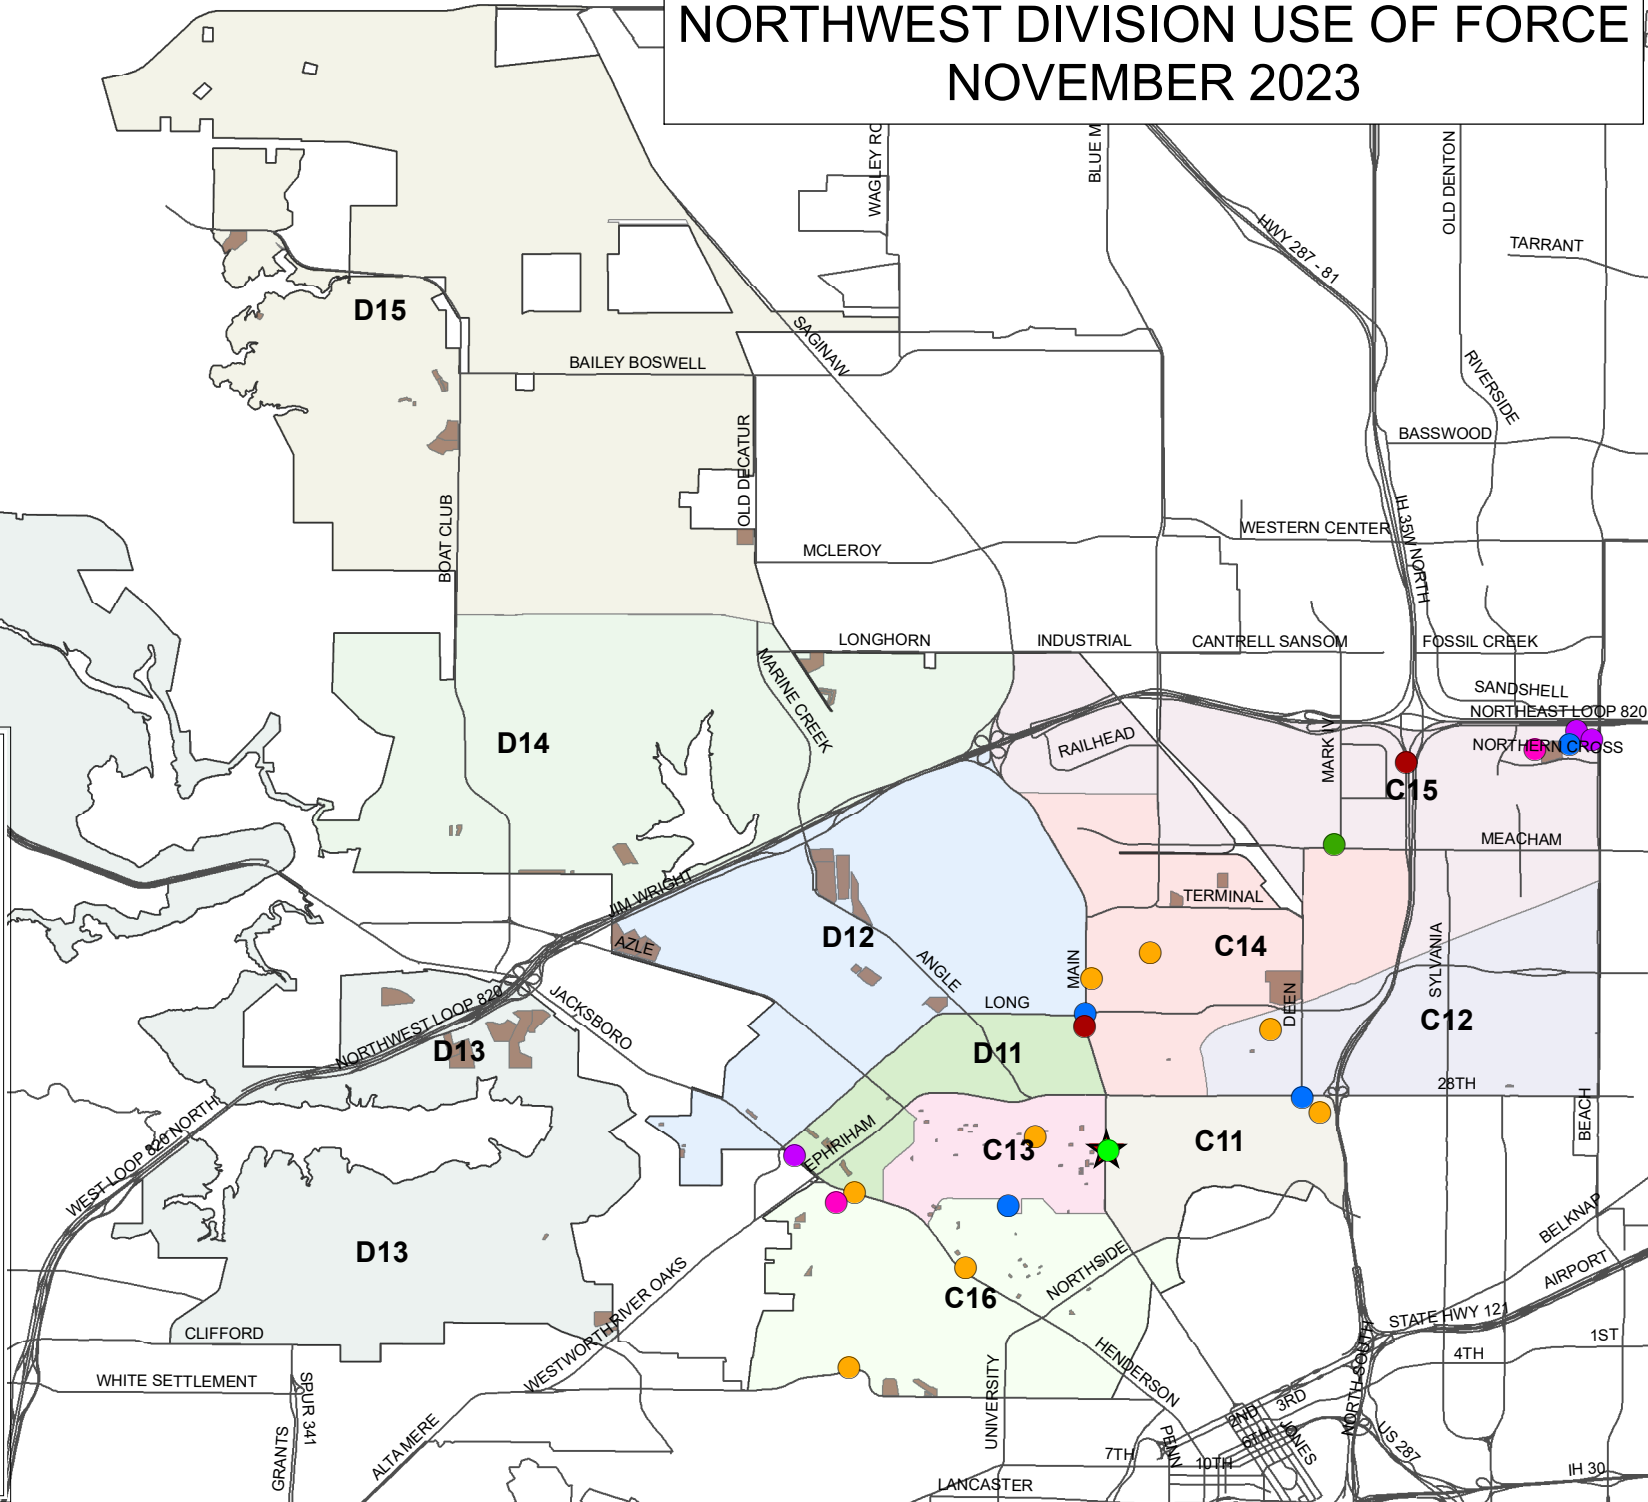 NORTHWEST DIVISION USE OF FORCE
NOVEMBER 2023
WAGLEY RO
BLUE M
OLD DENTON
HWY 287 - 81
TARRANT
D15
SAGINAW
BAILEY BOSWELL
RIVERSIDE
OLD DECATUR
BASSWOOD
BOAT CLUB
IH 35W NORTH
WESTERN CENTER
MCLEROY
LONGHORN
INDUSTRIAL
CANTRELL SANSOM
FOSSIL CREEK
MARINE CREEK
SANDSHELL
NORTHEAST LOOP 820
D14
RAILHEAD
MARK IV
NORTHERN CROSS
C15
MEACHAM
JIM WRIGHT
TERMINAL
AZLE
D12
C14
ANGLE
MAIN
SYLVANIA
JACKSBORO
LONG
DEEN
NORTHWEST LOOP 820
C12
D13
D11
28TH
WEST LOOP 820 NORTH
BEACH
EPHRIHAM
C13
C11
BELKNAP
D13
NORTHSIDE
AIRPORT
C16
WESTWORTH
RIVER OAKS
STATE HWY 121
CLIFFORD
1ST
4TH
HENDERSON
WHITE SETTLEMENT
SPUR 341
UNIVERSITY
NORTH-SOUTH
3RD
2ND
ALTA MERE
GRANTS
6TH
JONES
US 287
7TH
PENN
10TH
IH 30
LANCASTER